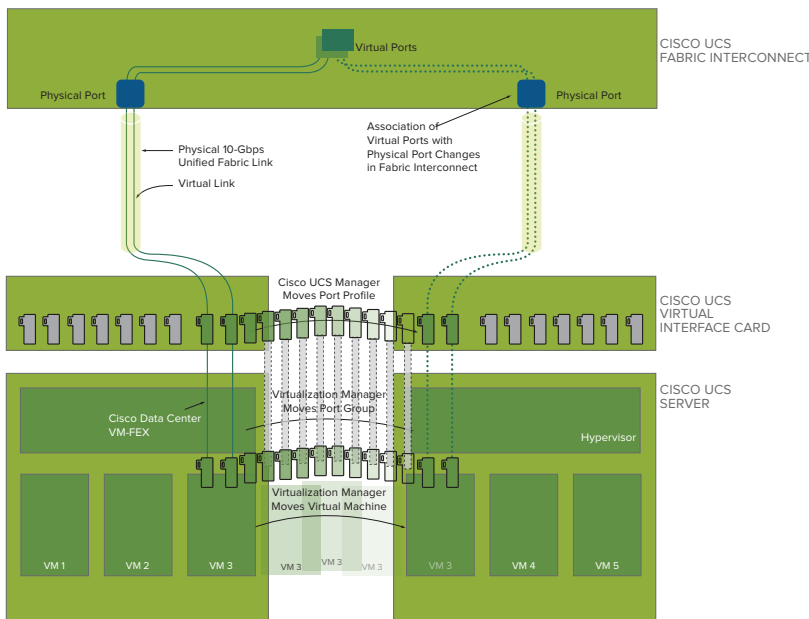 Virtual Ports
CISCO UCS
FABRIC INTERCONNECT
Physical Port
Physical Port
Association of
Virtual Ports with
Physical Port Changes
in Fabric Interconnect
Physical 10-Gbps
Unified Fabric Link
Virtual Link
Cisco UCS Manager
Moves Port Profile
CISCO UCS
VIRTUAL
INTERFACE CARD
CISCO UCS
SERVER
Virtualization Manager
Moves Port Group
Cisco Data Center
VM-FEX
Hypervisor
Virtualization Manager
Moves Virtual Machine
VM 1
VM 2
VM 3
VM 3
VM 3
VM 3
VM 3
VM 4
VM 5